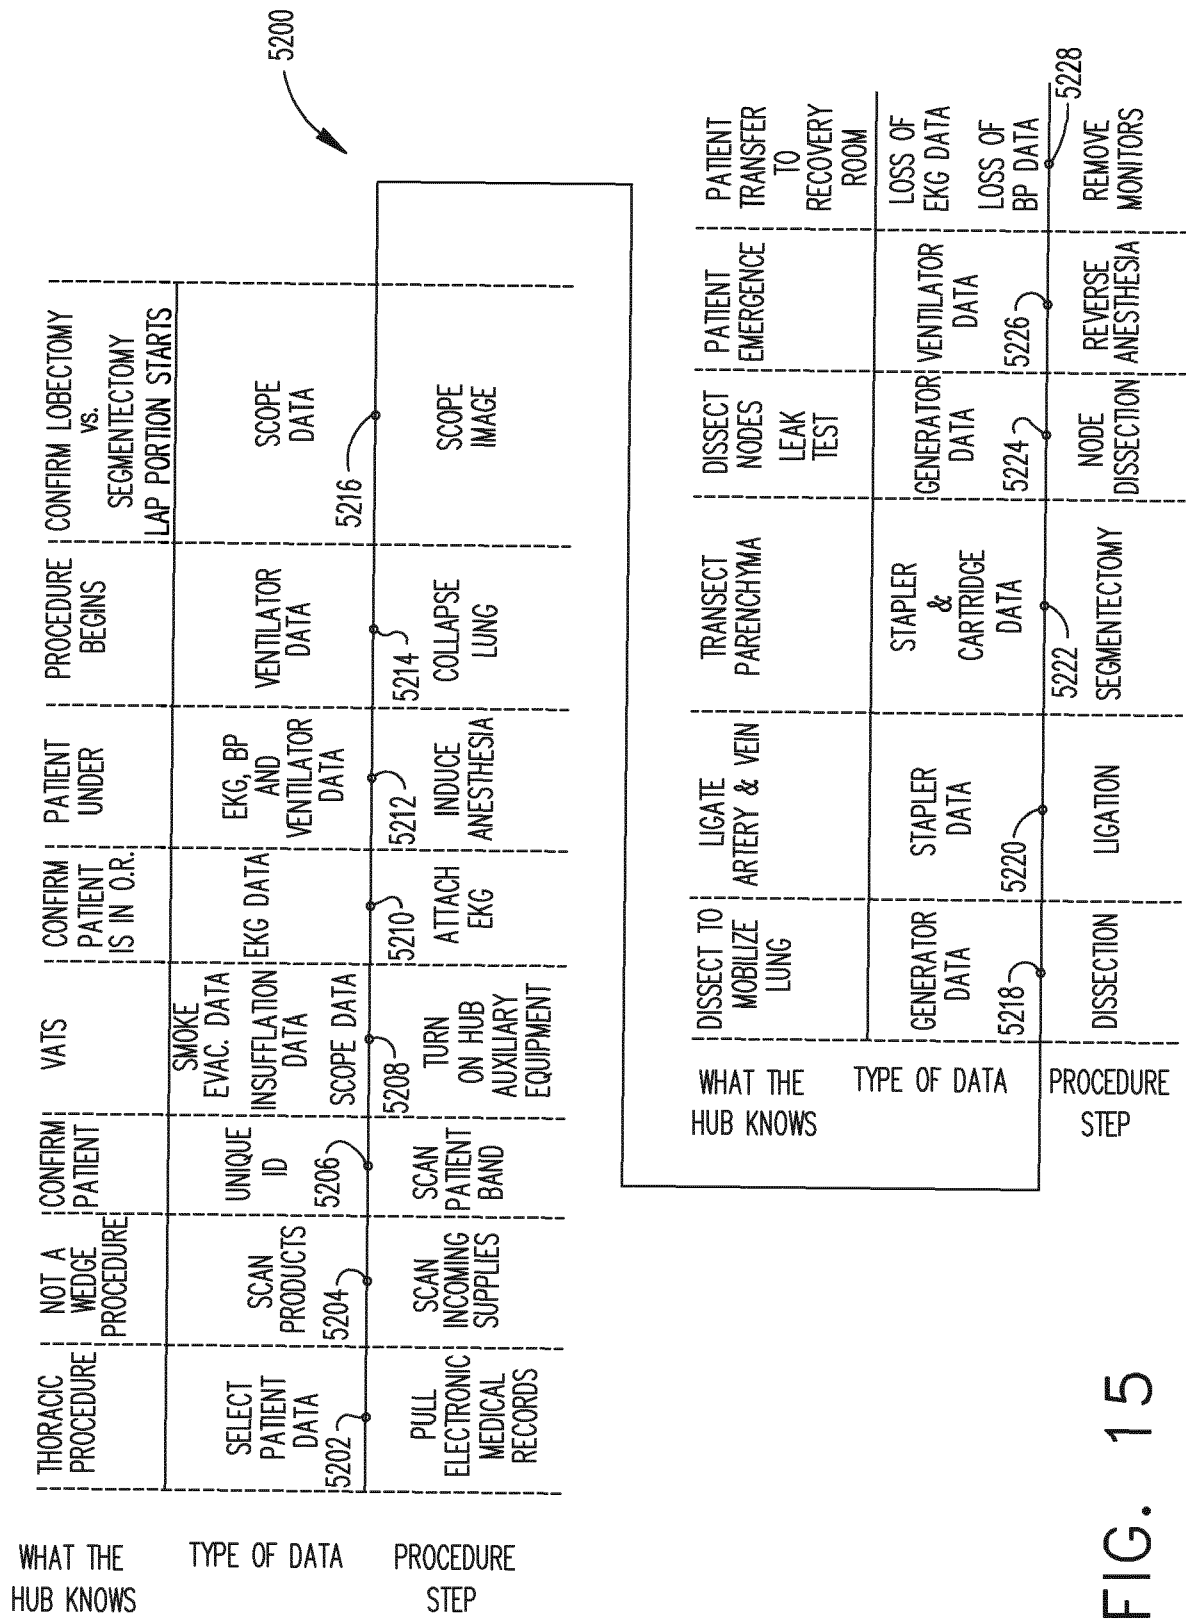 5200
WHAT THE
HUB KNOWS
THORACIC
PROCEDURE
NOT A
WEDGE
PROCEDURE
CONFIRM
PATIENT
VATS
CONFIRM
PATIENT
IS IN O.R.
PATIENT
UNDER
PROCEDURE
BEGINS
CONFIRM LOBECTOMY
vs.
SEGMENTECTOMY
LAP PORTION STARTS
TYPE OF DATA
SELECT
PATIENT
DATA
SCAN
PRODUCTS
UNIQUE
ID
SMOKE
EVAC. DATA
INSUFFLATION
DATA
SCOPE DATA
EKG DATA
EKG, BP
AND
VENTILATOR
DATA
VENTILATOR
DATA
SCOPE
DATA
5202
5204
5206
5208
5210
5212
5214
5216
PROCEDURE
STEP
PULL
ELECTRONIC
MEDICAL
RECORDS
SCAN
INCOMING
SUPPLIES
SCAN
PATIENT
BAND
TURN
ON HUB
AUXILIARY
EQUIPMENT
ATTACH
EKG
INDUCE
ANESTHESIA
COLLAPSE
LUNG
SCOPE
IMAGE
WHAT THE
HUB KNOWS
DISSECT TO
MOBILIZE
LUNG
LIGATE
ARTERY & VEIN
TRANSECT
PARENCHYMA
DISSECT
NODES
LEAK
TEST
PATIENT
EMERGENCE
PATIENT
TRANSFER
TO
RECOVERY
ROOM
TYPE OF DATA
GENERATOR
DATA
STAPLER
DATA
STAPLER
&
CARTRIDGE
DATA
GENERATOR
DATA
VENTILATOR
DATA
LOSS OF
EKG DATA
LOSS OF
BP DATA
5218
5220
5222
5224
5226
5228
PROCEDURE
STEP
DISSECTION
LIGATION
SEGMENTECTOMY
NODE
DISSECTION
REVERSE
ANESTHESIA
REMOVE
MONITORS
FIG. 15